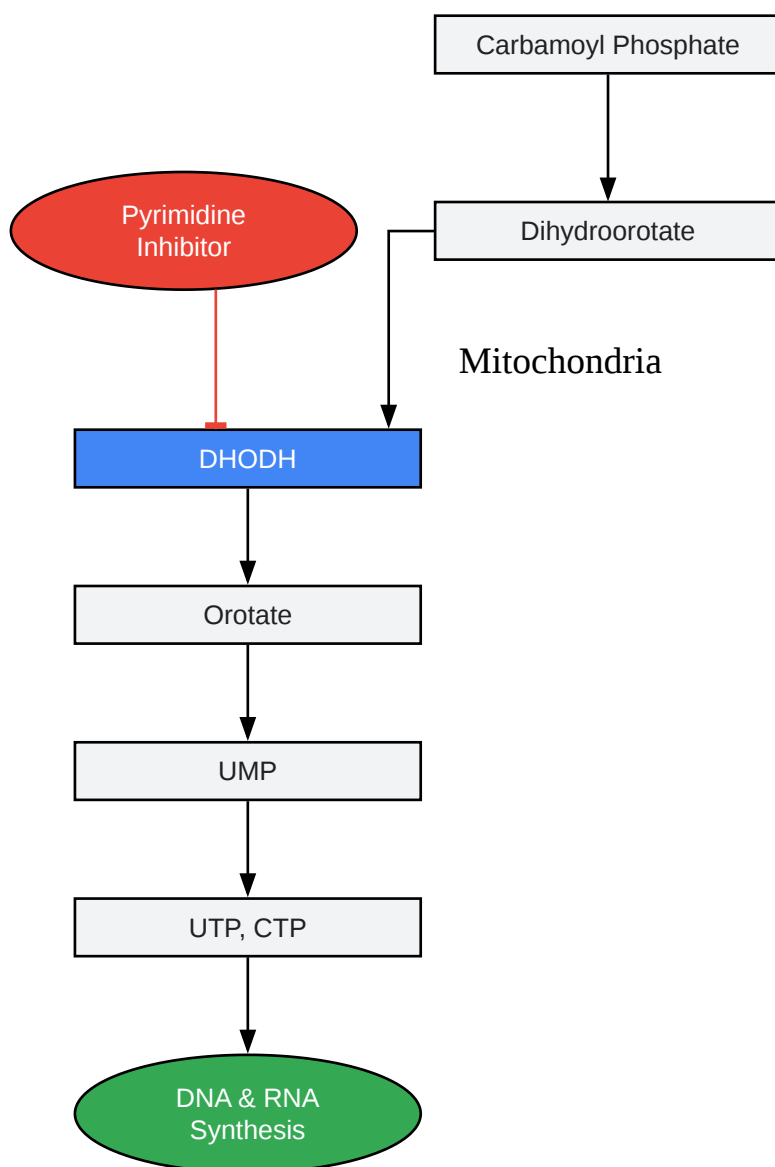 Carbamoyl Phosphate
Pyrimidine
Inhibitor
Dihydroorotate
Mitochondria
DHODH
Orotate
UMP
UTP, CTP
DNA & RNA
Synthesis